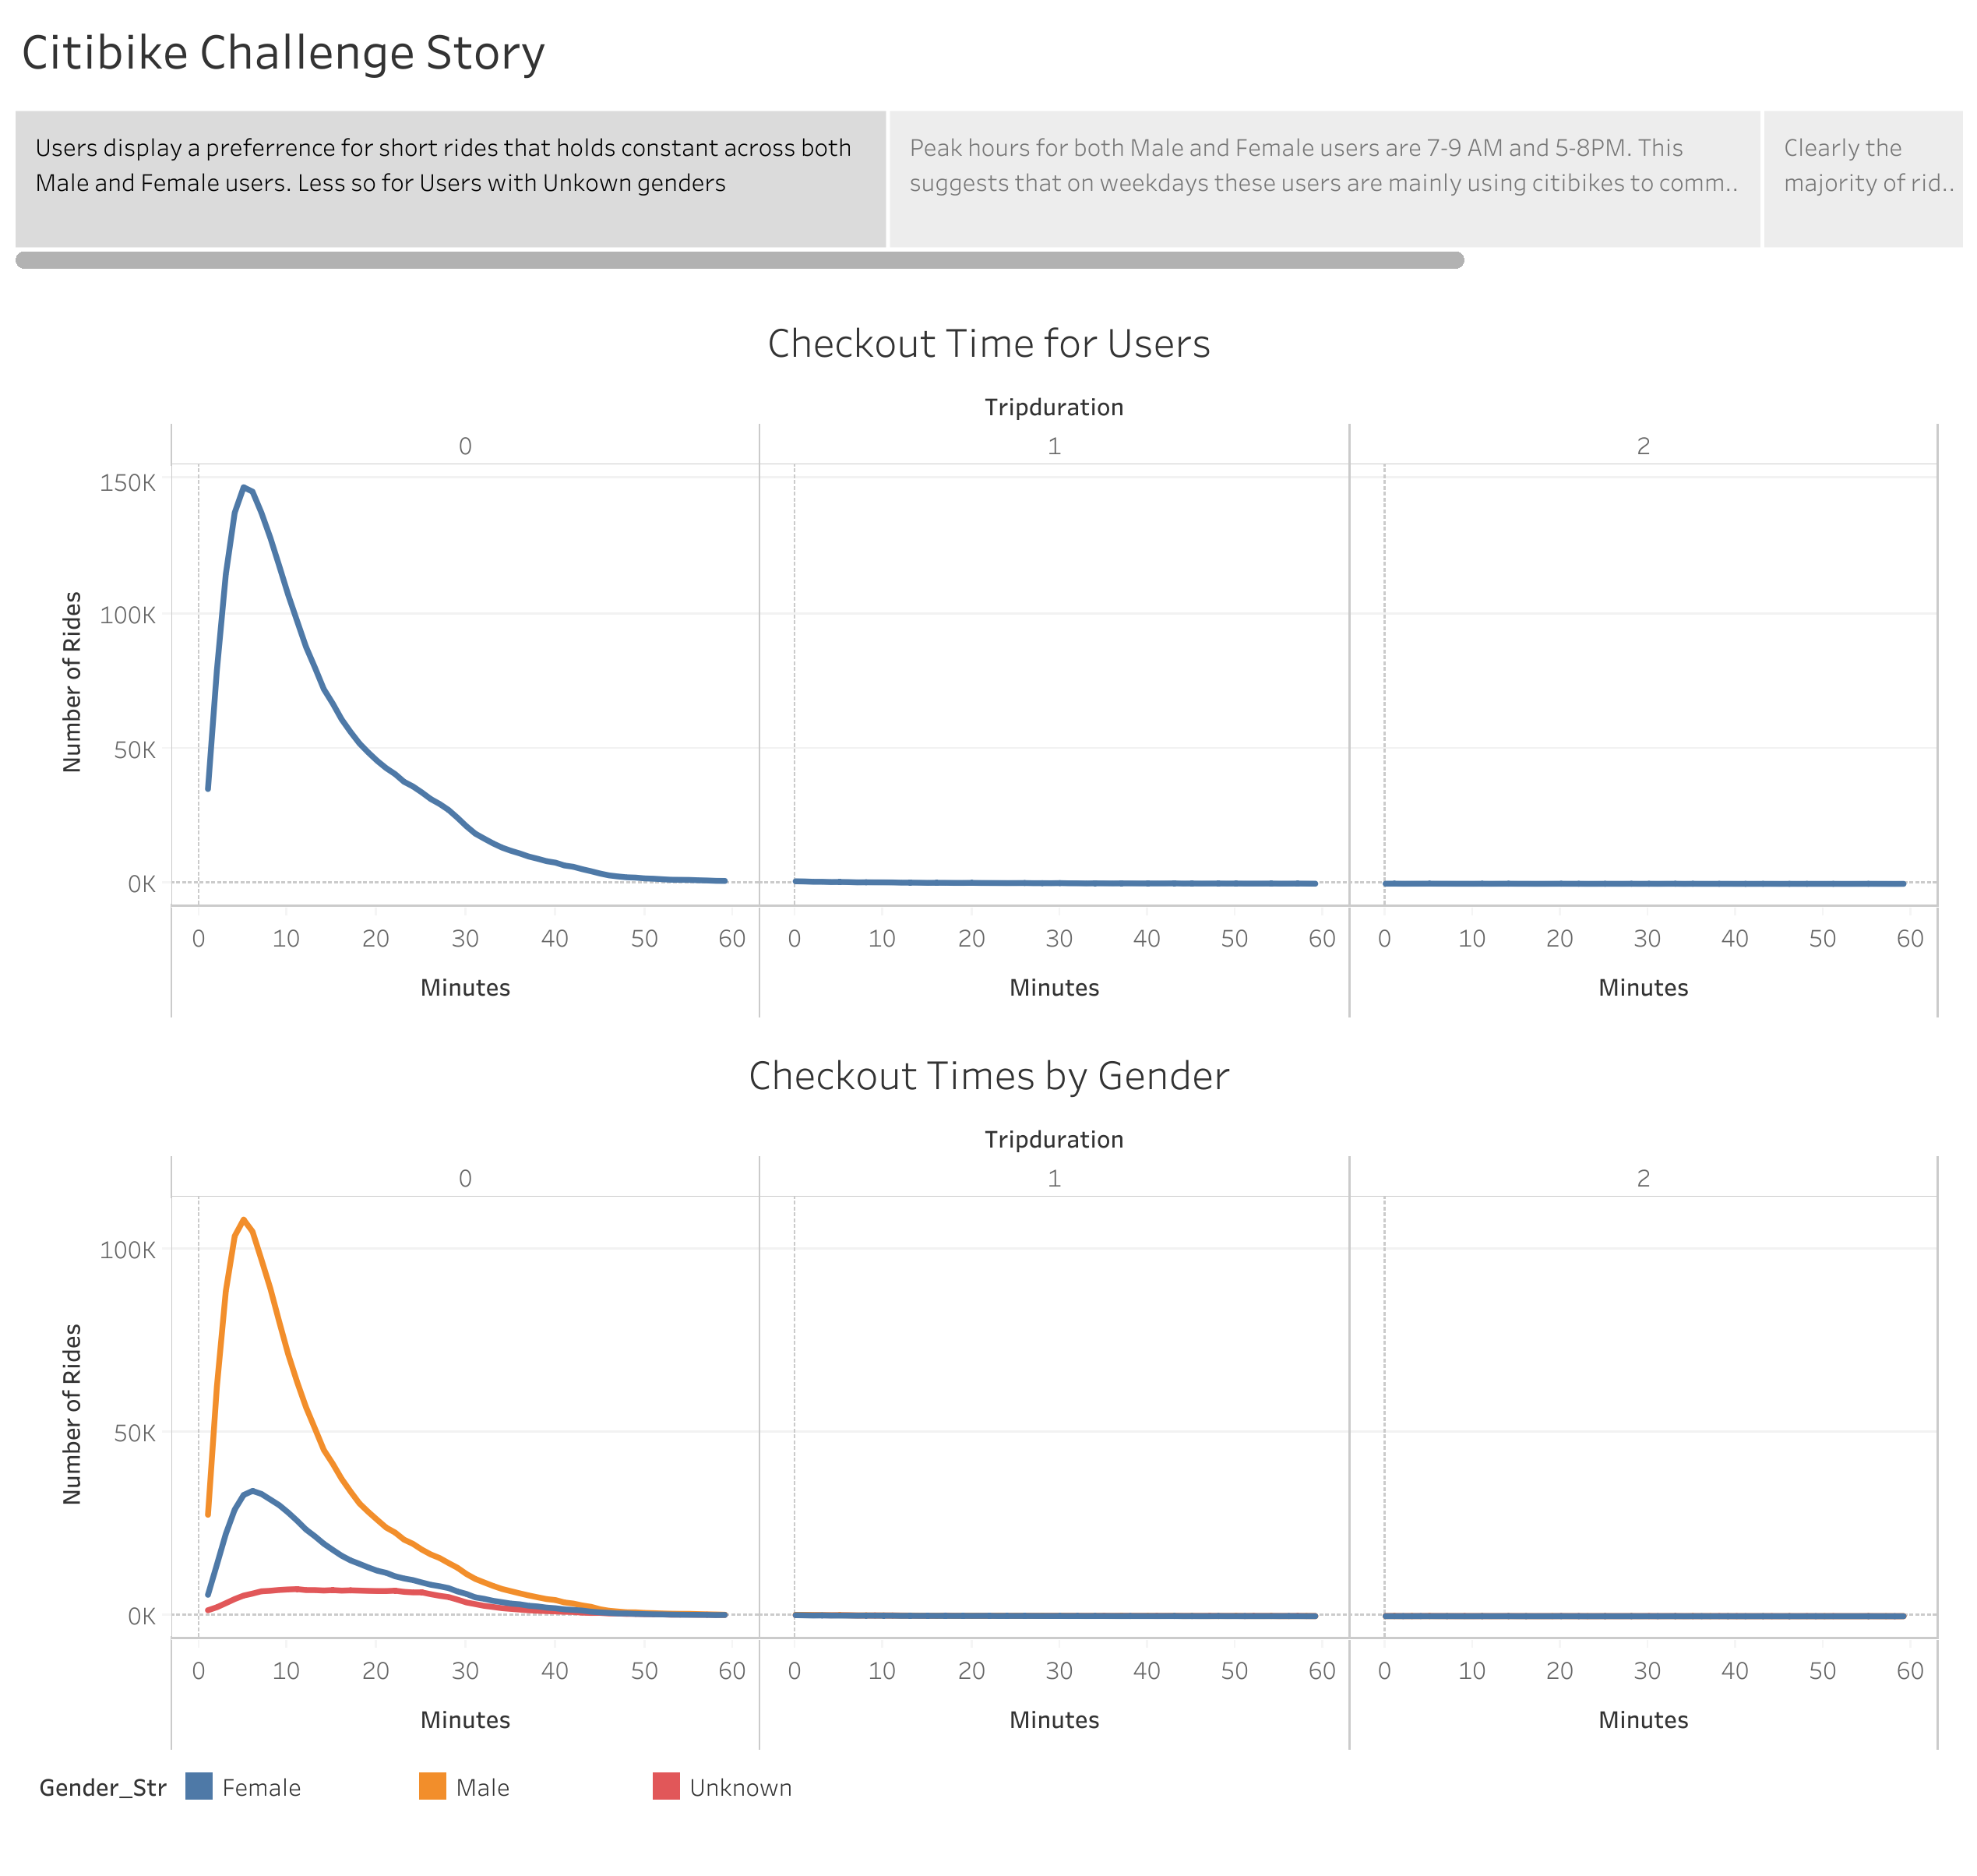 Citibike Challenge Story
Users display a preferrence for short rides that holds constant across both
Male and Female users. Less so for Users with Unkown genders
Peak hours for both Male and Female users are 7-9 AM and 5-8PM. This
suggests that on weekdays these users are mainly using citibikes to comm..
Clearly the
majority of rid..
Checkout Time for Users
Tripduration
0 1 2
150K
100K
50K
0K
Number of Rides
0 10 20 30 40 50 60 0 10 20 30 40 50 60 0 10 20 30 40 50 60
Minutes Minutes Minutes
Checkout Times by Gender
Tripduration
0 1 2
100K
50K
0K
Number of Rides
0 10 20 30 40 50 60 0 10 20 30 40 50 60 0 10 20 30 40 50 60
Minutes Minutes Minutes
Gender_Str Female Male Unknown